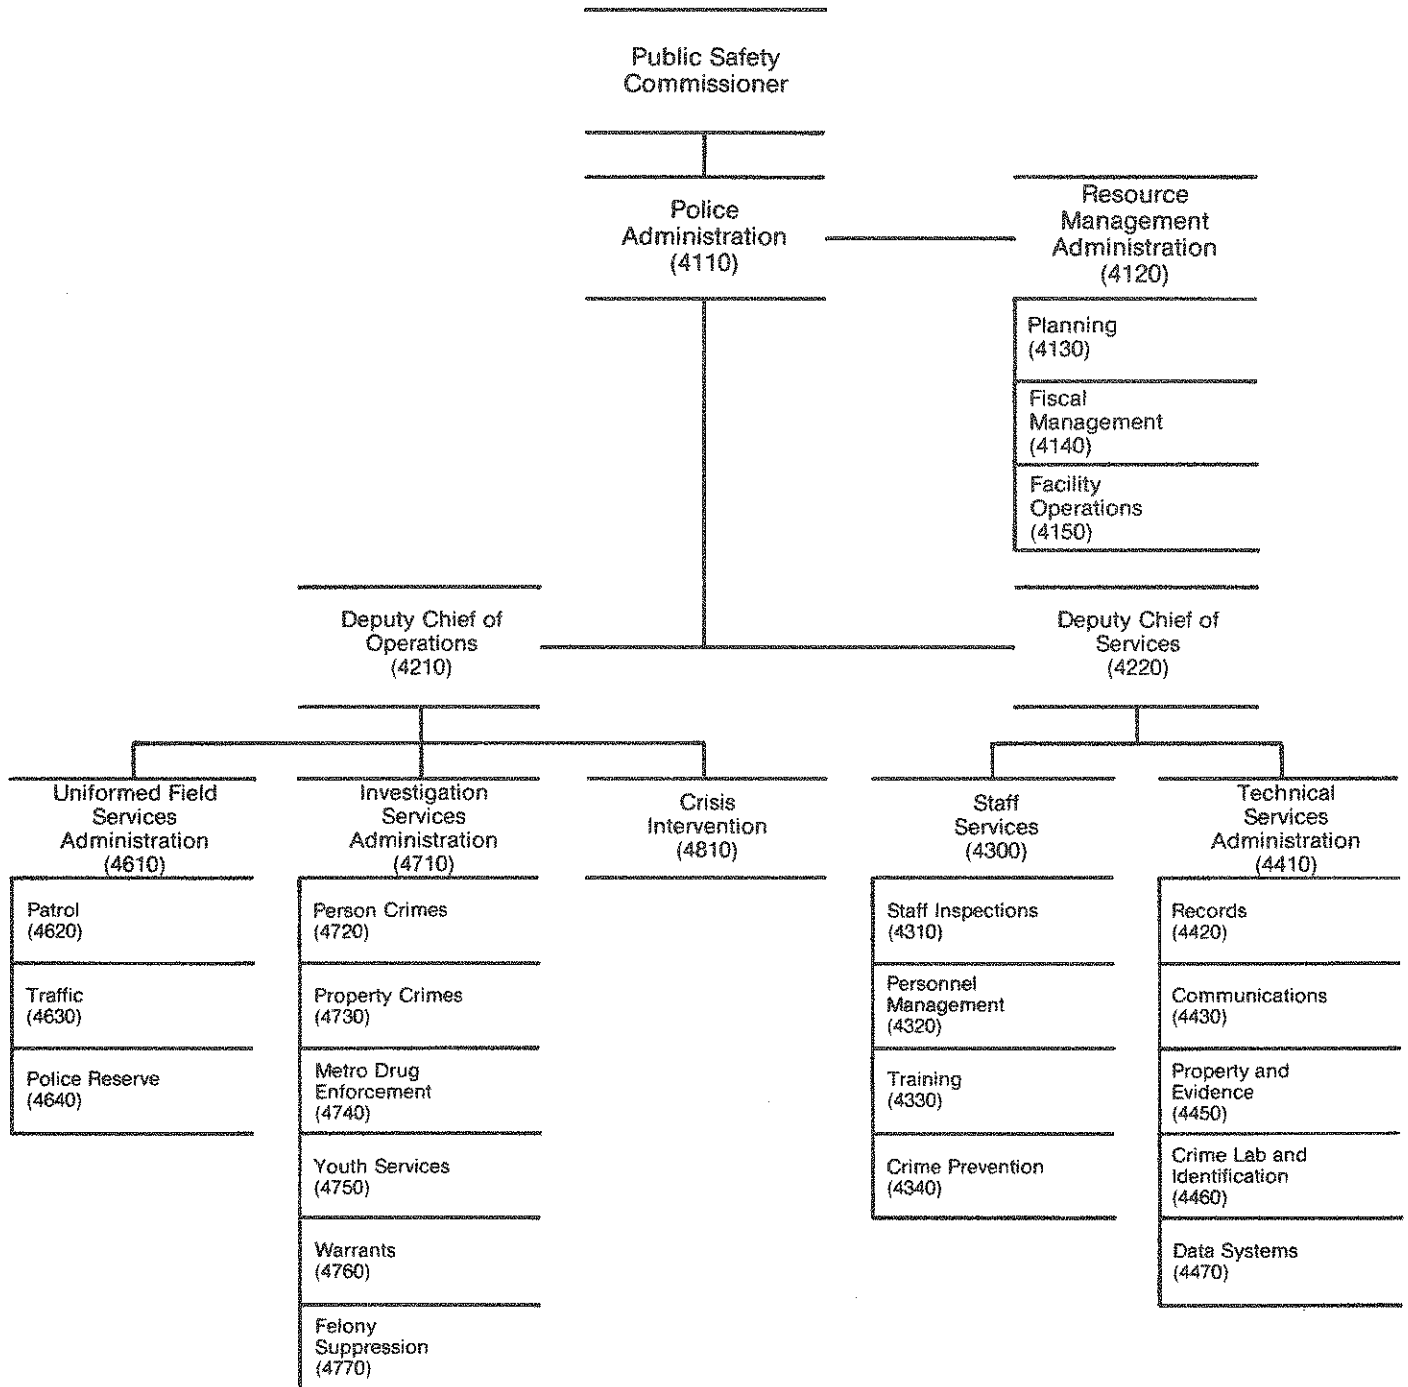 Public Safety
Commissioner
Police
Administration
(4110)
Resource
Management
Administration
(4120)
Planning
(4130)
Fiscal
Management
(4140)
Facility
Operations
(4150)
Deputy Chief of
Operations
(4210)
Deputy Chief of
Services
(4220)
Uniformed Field
Services
Administration
(4610)
Patrol
(4620)
Traffic
(4630)
Police Reserve
(4640)
Investigation
Services
Administration
(4710)
Person Crimes
(4720)
Property Crimes
(4730)
Metro Drug
Enforcement
(4740)
Youth Services
(4750)
Warrants
(4760)
Felony
Suppression
(4770)
Crisis
Intervention
(4810)
Staff
Services
(4300)
Staff Inspections
(4310)
Personnel
Management
(4320)
Training
(4330)
Crime Prevention
(4340)
Technical
Services
Administration
(4410)
Records
(4420)
Communications
(4430)
Property and
Evidence
(4450)
Crime Lab and
Identification
(4460)
Data Systems
(4470)